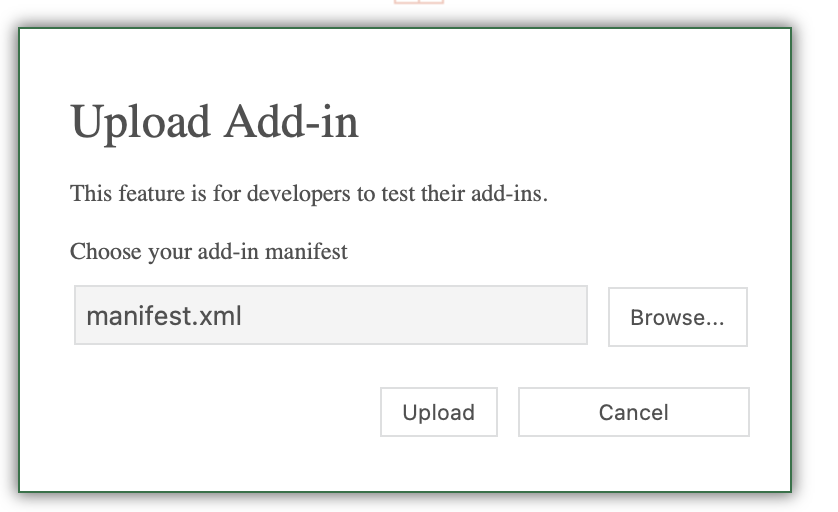 Upload Add-in
This feature is for developers to test their add-ins.
Choose your add-in manifest
manifest.xml
Browse...
Upload
Cancel